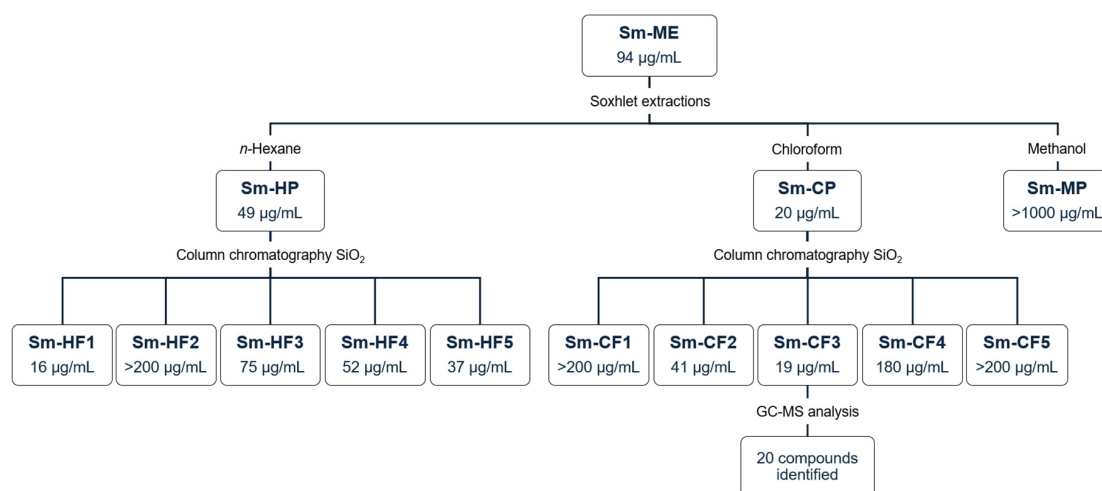 Sm-ME
94 µg/mL
Soxhlet extractions
n-Hexane
Chloroform
Methanol
Sm-HP
49 µg/mL
Sm-CP
20 µg/mL
Sm-MP
>1000 µg/mL
Column chromatography SiO₂
Column chromatography SiO₂
Sm-HF1
16 µg/mL
Sm-HF2
>200 µg/mL
Sm-HF3
75 µg/mL
Sm-HF4
52 µg/mL
Sm-HF5
37 µg/mL
Sm-CF1
>200 µg/mL
Sm-CF2
41 µg/mL
Sm-CF3
19 µg/mL
Sm-CF4
180 µg/mL
Sm-CF5
>200 µg/mL
GC-MS analysis
20 compounds
identified